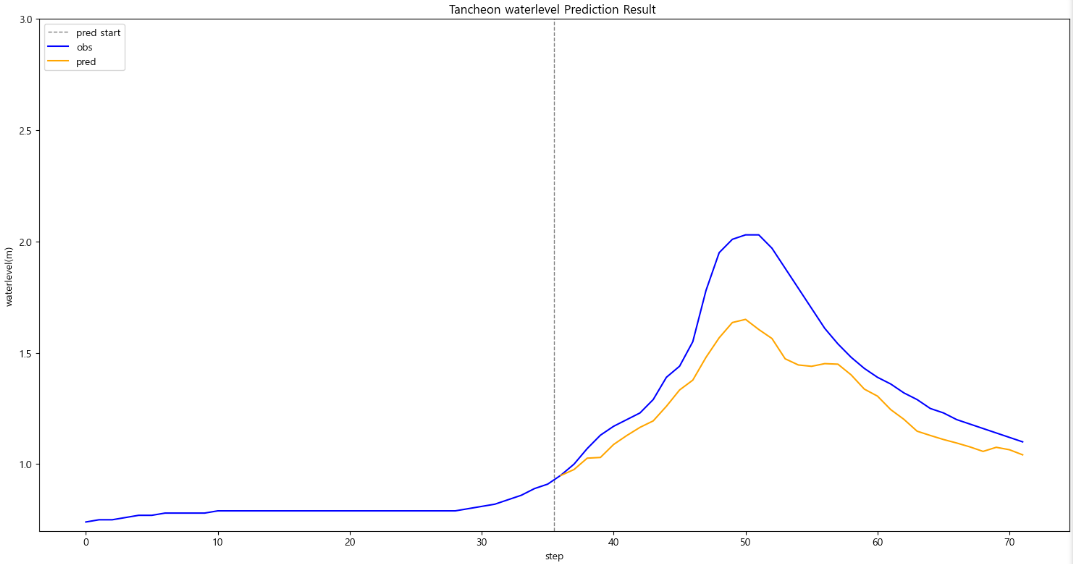 Tancheon waterlevel Prediction Result
pred start
obs
pred
3.0
2.5
2.0
1.5
1.0
waterlevel(m)
0 10 20 30 40 50 60 70
step